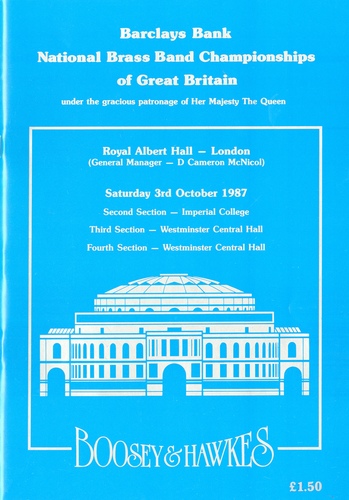 Barclays Bank
National Brass Band Championships
of Great Britain
under the gracious patronage of Her Majesty The Queen
Royal Albert Hall — London
(General Manager — D Cameron McNicol)
Saturday 3rd October 1987
Second Section — Imperial College
Third Section — Westminster Central Hall
Fourth Section — Westminster Central Hall
BOOSEY & HAWKES
£1.50